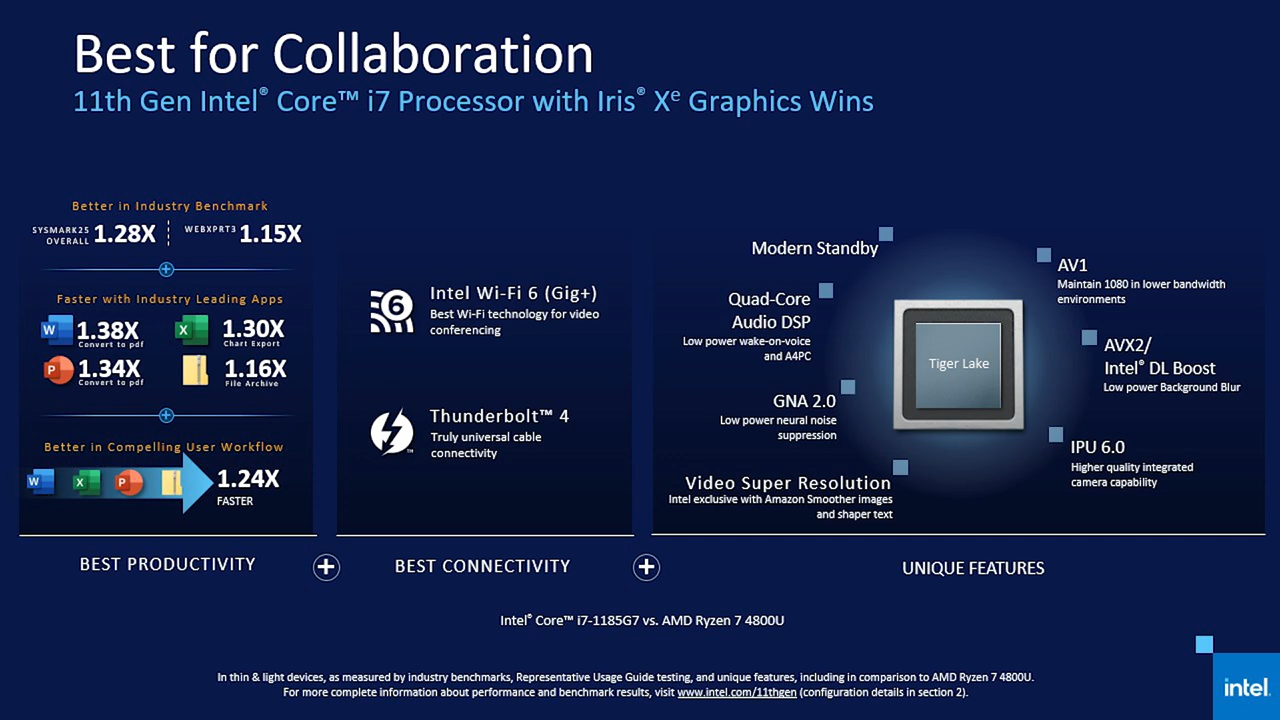 Best for Collaboration
11th Gen Intel® Core™ i7 Processor with Iris® Xe Graphics Wins
Better in Industry Benchmark
SYSMARK25
OVERALL
1.28X
WEBXPRT3
1.15X
Faster with Industry Leading Apps
W
1.38X
Convert to pdf
X
1.30X
Chart Export
P
1.34X
Convert to pdf
1.16X
File Archive
Better in Compelling User Workflow
W
X
P
1.24X
FASTER
BEST PRODUCTIVITY
+
6
Intel Wi-Fi 6 (Gig+)
Best Wi-Fi technology for video
conferencing
Thunderbolt™ 4
Truly universal cable
connectivity
TM
BEST CONNECTIVITY
+
Modern Standby
Quad-Core
Audio DSP
Low power wake-on-voice
and A4PC
GNA 2.0
Low power neural noise
suppression
Video Super Resolution
Intel exclusive with Amazon Smoother images
and shaper text
Tiger Lake
AV1
Maintain 1080 in lower bandwidth
environments
AVX2/
Intel® DL Boost
Low power Background Blur
IPU 6.0
Higher quality integrated
camera capability
UNIQUE FEATURES
Intel® Core™ i7-1185G7 vs. AMD Ryzen 7 4800U
In thin & light devices, as measured by industry benchmarks, Representative Usage Guide testing, and unique features, including in comparison to AMD Ryzen 7 4800U.
For more complete information about performance and benchmark results, visit www.intel.com/11thgen (configuration details in section 2).
intel.